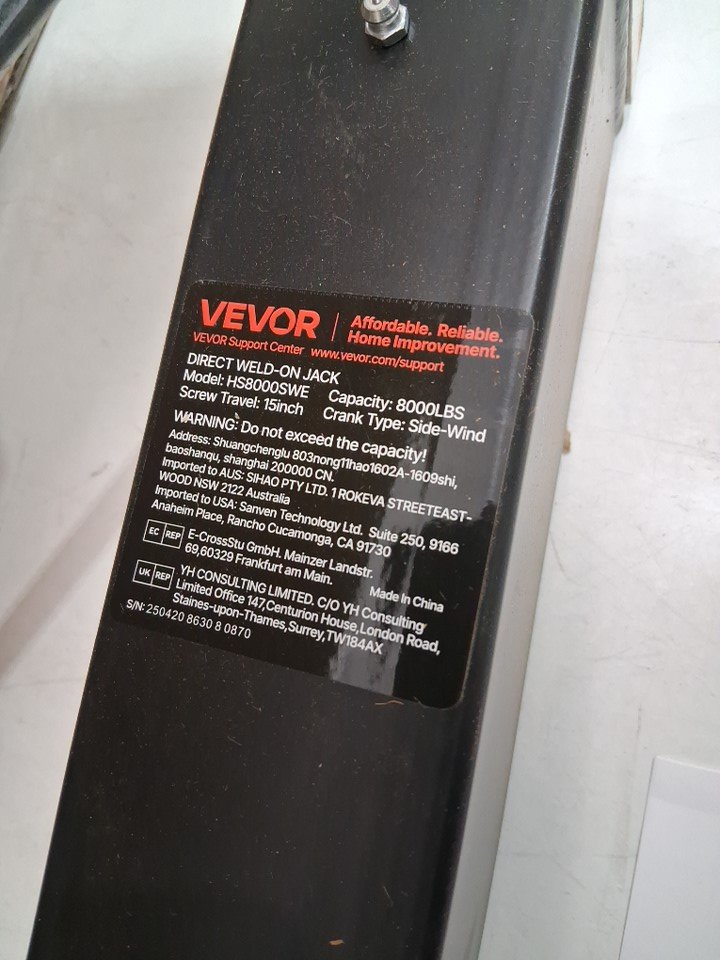 VEVOR | Affordable. Reliable.
Home Improvement.
VEVOR Support Center www.vevor.com/support
DIRECT WELD-ON JACK
Model: HS8000SWE Capacity: 8000LBS
Screw Travel: 15inch Crank Type: Side-Wind
WARNING: Do not exceed the capacity!
Address: Shuangchenglu 803nong11hao1602A-1609shi,
baoshanqu, shanghai 200000 CN.
Imported to AUS: SIHAO PTY LTD. 1 ROKEVA STREETEAST-
WOOD NSW 2122 Australia
Imported to USA: Sanven Technology Ltd. Suite 250, 9166
Anaheim Place, Rancho Cucamonga, CA 91730
EC REP E-CrossStu GmbH. Mainzer Landstr.
69,60329 Frankfurt am Main.
Made In China
UK REP YH CONSULTING LIMITED. C/O YH Consulting
Limited Office 147,Centurion House,London Road,
Staines-upon-Thames,Surrey,TW184AX
S/N: 250420 8630 8 0870